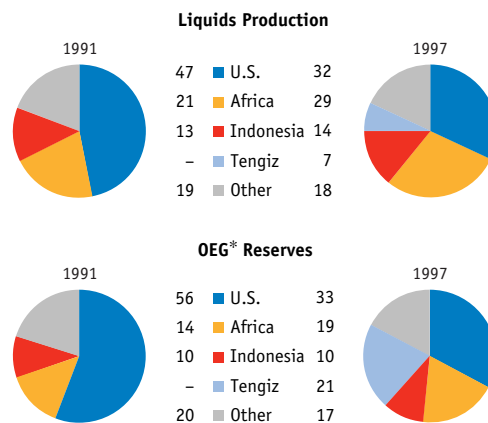 Liquids Production
1991 1997
47 U.S. 32
21 Africa 29
13 Indonesia 14
– Tengiz 7
19 Other 18
OEG* Reserves
1991 1997
56 U.S. 33
14 Africa 19
10 Indonesia 10
– Tengiz 21
20 Other 17